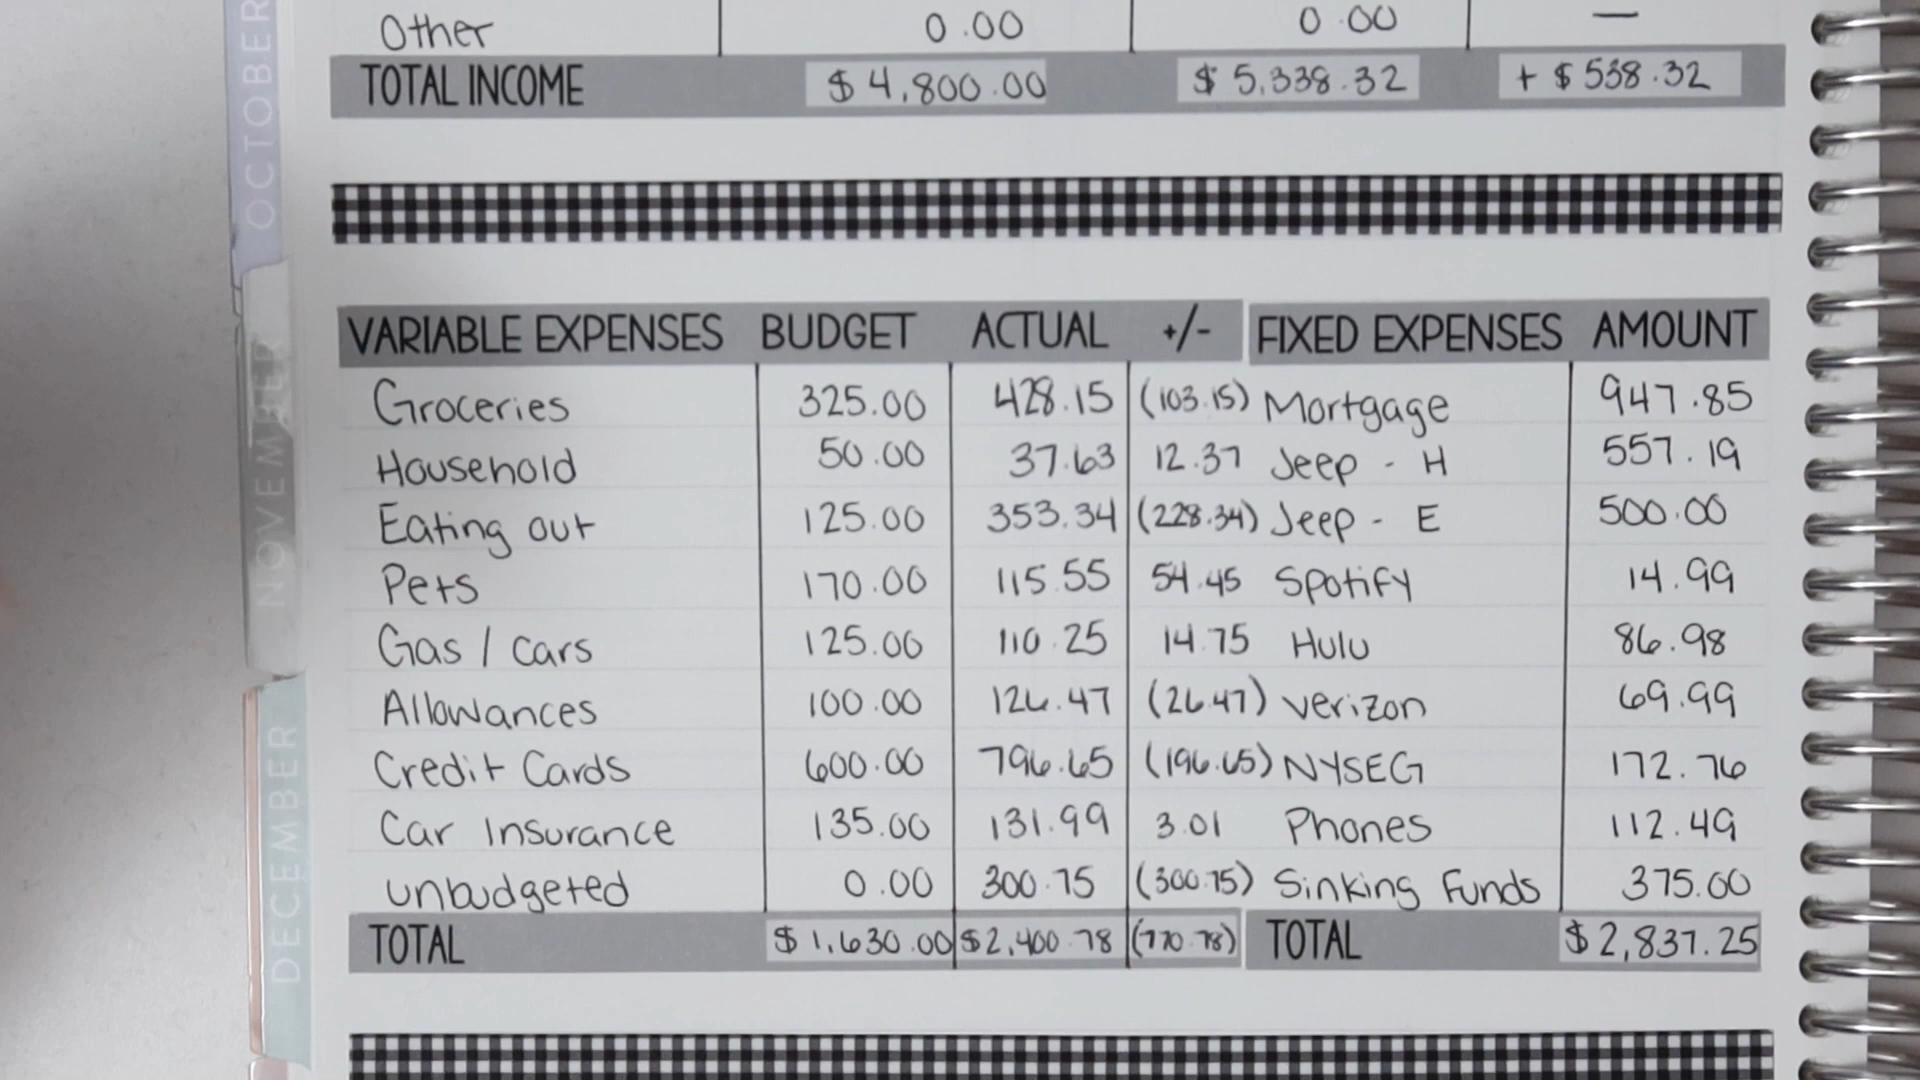 OCTOBER
NOVEMBER
DECEMBER
Other 0.00 0.00 —
TOTAL INCOME $ 4,800.00 $ 5,338.32 + $ 538.32
VARIABLE EXPENSES BUDGET ACTUAL +/- FIXED EXPENSES AMOUNT
Groceries 325.00 428.15 (103.15) Mortgage 947.85
Household 50.00 37.63 12.37 Jeep - H 557.19
Eating out 125.00 353.34 (228.34) Jeep - E 500.00
Pets 170.00 115.55 54.45 Spotify 14.99
Gas / Cars 125.00 110.25 14.75 Hulu 86.98
Allowances 100.00 126.47 (26.47) Verizon 69.99
Credit Cards 600.00 796.65 (196.65) NYSEG 172.76
Car Insurance 135.00 131.99 3.01 Phones 112.49
unbudgeted 0.00 300.75 (300.75) Sinking Funds 375.00
TOTAL $ 1,630.00 $ 2,400.78 (770.78) TOTAL $ 2,837.25